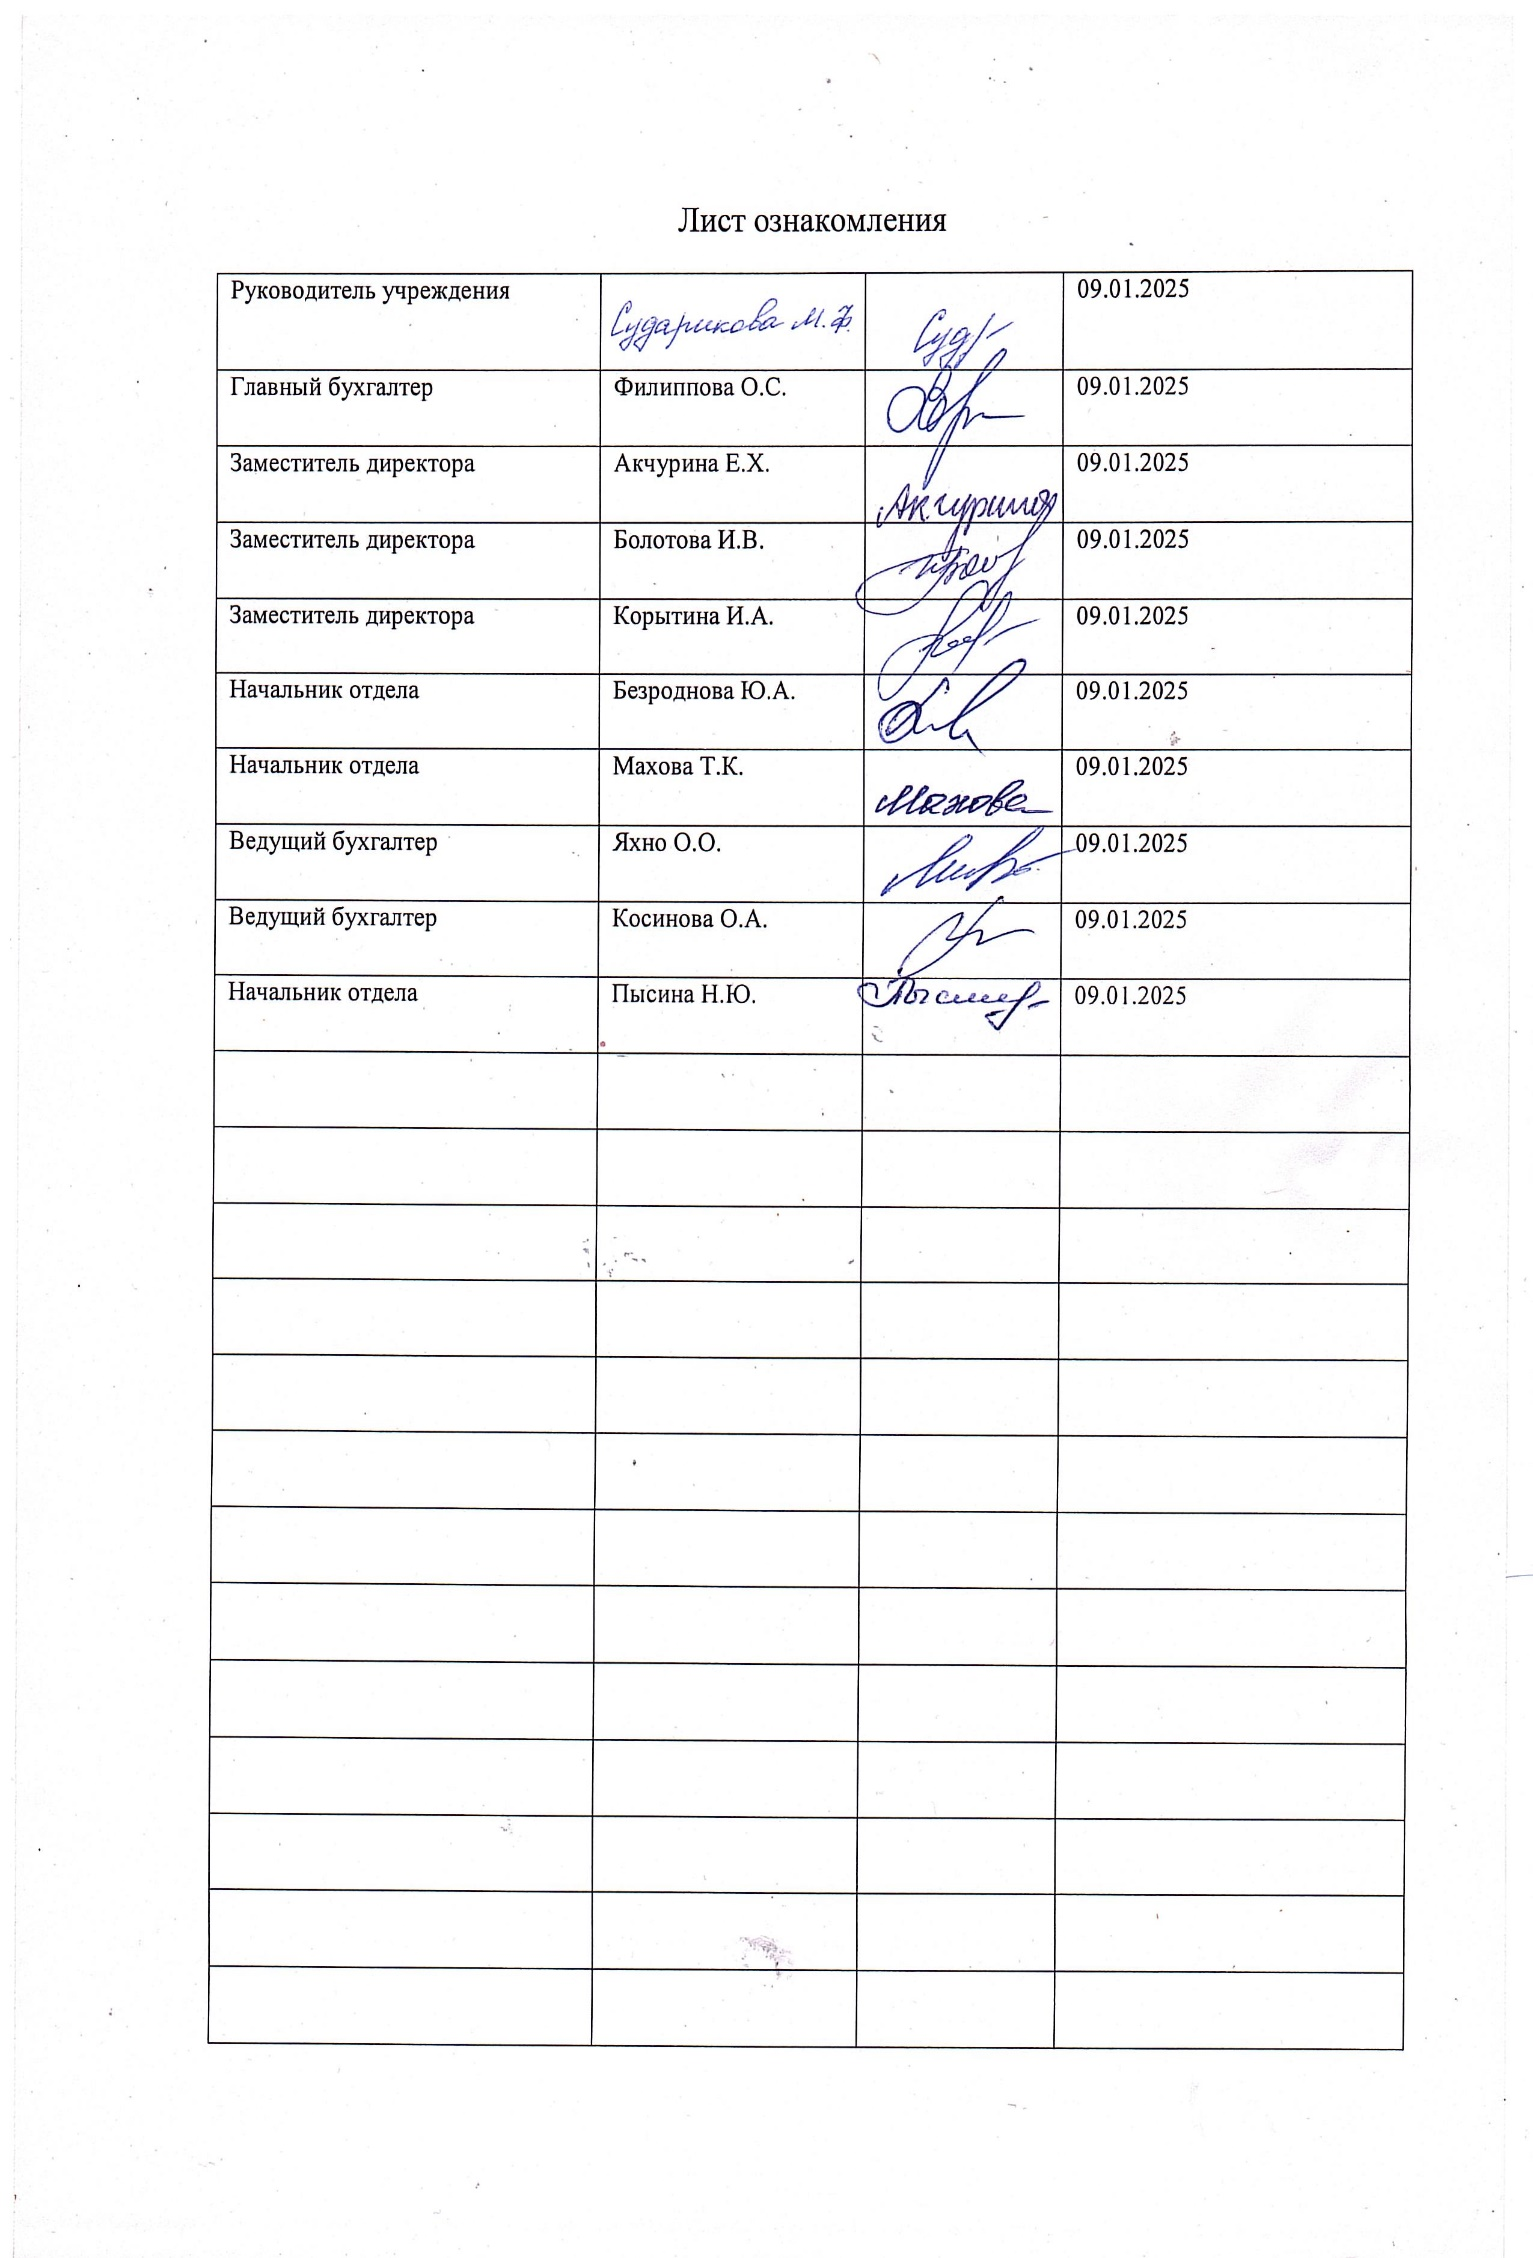 Лист ознакомления
Руководитель учреждения Сударикова М.Ф. 09.01.2025
Главный бухгалтер Филиппова О.С. 09.01.2025
Заместитель директора Акчурина Е.Х. Акчурина 09.01.2025
Заместитель директора Болотова И.В. 09.01.2025
Заместитель директора Корытина И.А. 09.01.2025
Начальник отдела Безроднова Ю.А. 09.01.2025
Начальник отдела Махова Т.К. Махова 09.01.2025
Ведущий бухгалтер Яхно О.О. 09.01.2025
Ведущий бухгалтер Косинова О.А. 09.01.2025
Начальник отдела Пысина Н.Ю. 09.01.2025